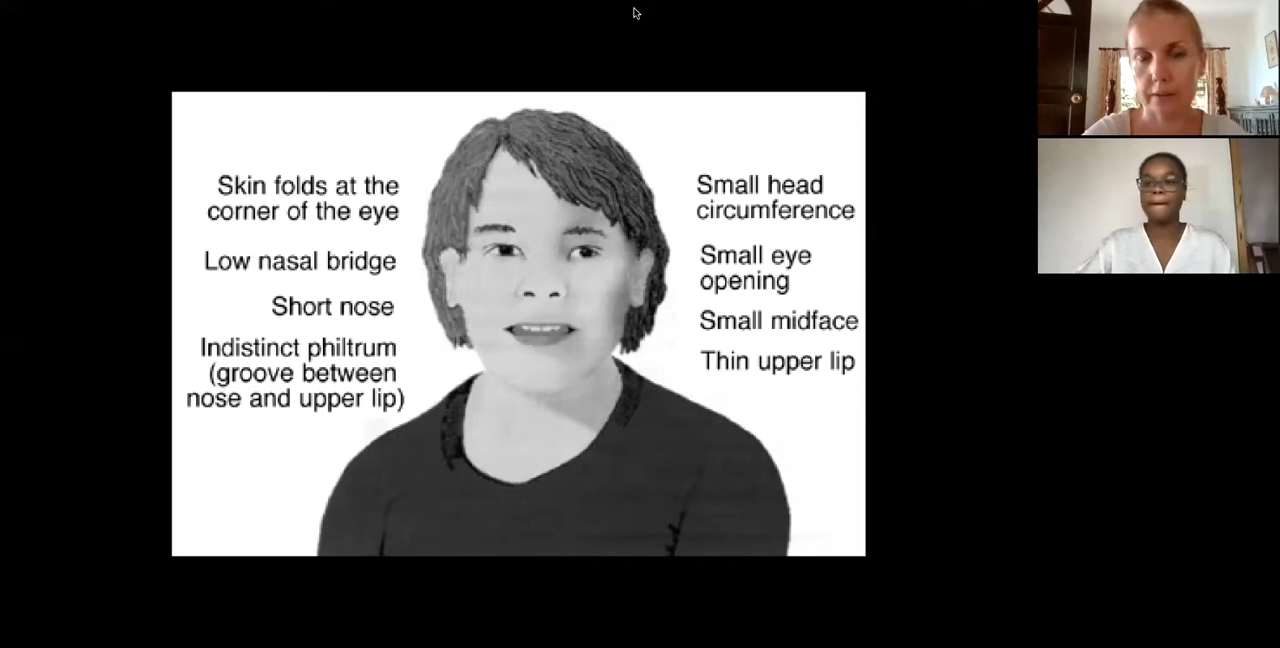 Skin folds at the
corner of the eye
Low nasal bridge
Short nose
Indistinct philtrum
(groove between
nose and upper lip)
Small head
circumference
Small eye
opening
Small midface
Thin upper lip